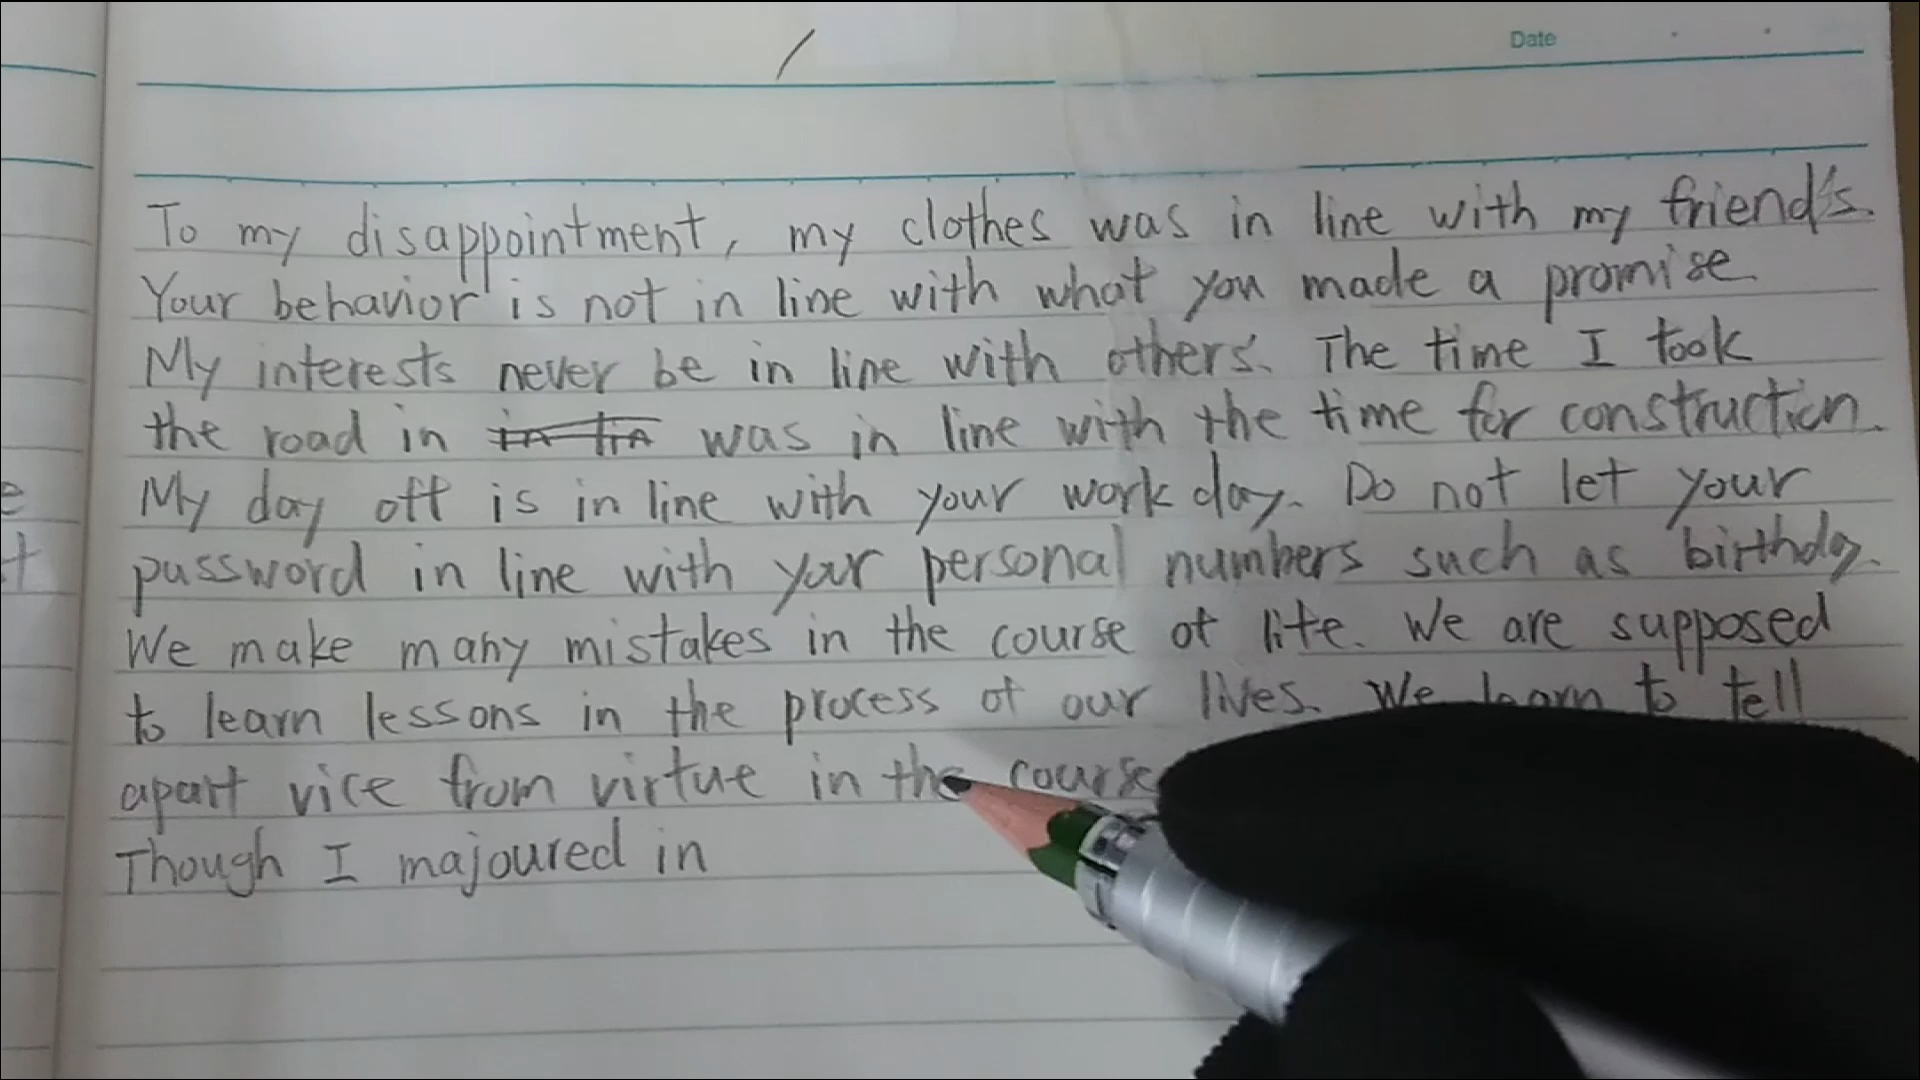 Date
To my disappointment, my clothes was in line with my friend's.
Your behavior is not in line with what you made a promise.
My interests never be in line with others'. The time I took
the road in was in line with the time for construction.
My day off is in line with your work day. Do not let your
password in line with your personal numbers such as birthday.
We make many mistakes in the course of life. We are supposed
to learn lessons in the process of our lives. We learn to tell
apart vice from virtue in the course
Though I majoured in
e
t